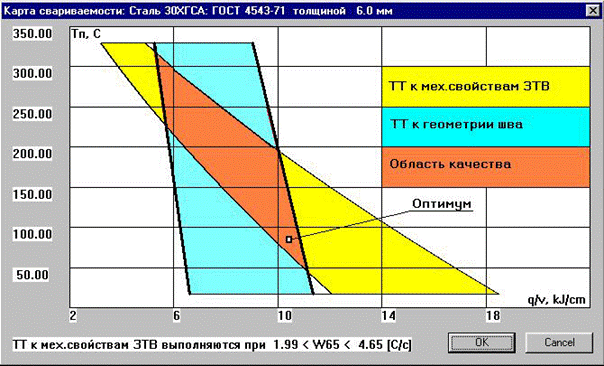 Карта свариваемости: Сталь 30ХГСА: ГОСТ 4543-71 толщиной 6.0 мм
350.00
Тп, С
300.00
ТТ к мех.свойствам ЗТВ
250.00
ТТ к геометрии шва
200.00
Область качества
150.00
Оптимум
100.00
50.00
q/v, kJ/cm
2
6
10
14
18
ТТ к мех.свойствам ЗТВ выполняются при 1.99 < W65 < 4.65 [С/с]
OK
Cancel